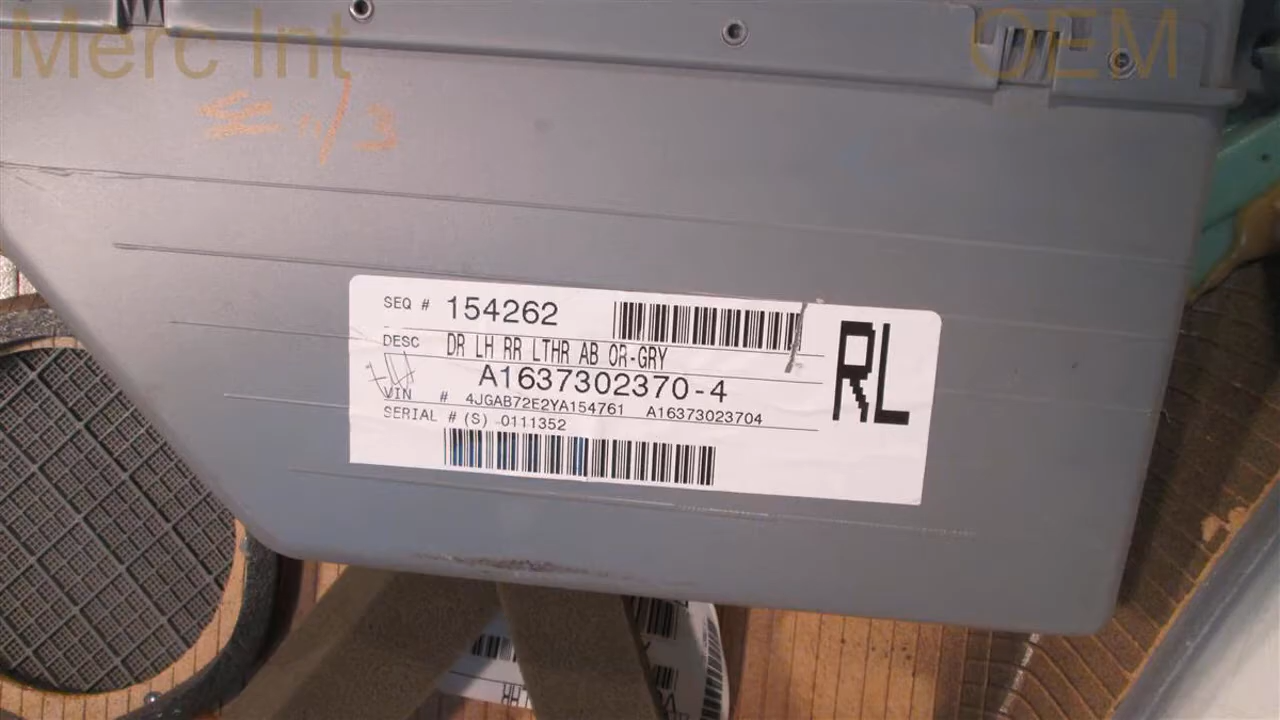 Merc Int OEM
SEQ # 154262
DESC DR LH RR LTHR AB OR-GRY
A1637302370-4
VIN # 4JGAB72E2YA154761 A16373023704
SERIAL # (S) 0111352
RL